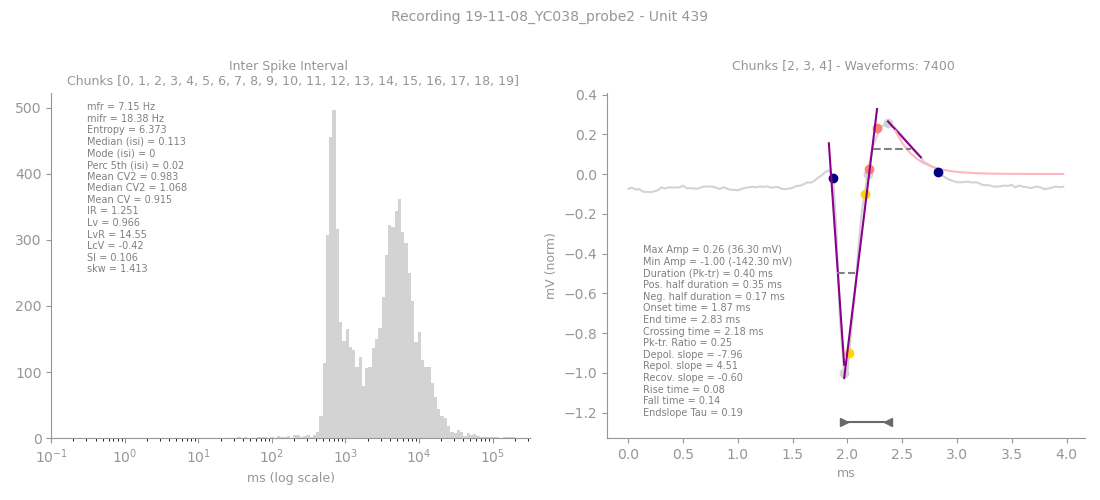 Recording 19-11-08_YC038_probe2 - Unit 439
Inter Spike Interval
Chunks [0, 1, 2, 3, 4, 5, 6, 7, 8, 9, 10, 11, 12, 13, 14, 15, 16, 17, 18, 19]
500
400
300
200
100
0
mfr = 7.15 Hz
mifr = 18.38 Hz
Entropy = 6.373
Median (isi) = 0.113
Mode (isi) = 0
Perc 5th (isi) = 0.02
Mean CV2 = 0.983
Median CV2 = 1.068
Mean CV = 0.915
IR = 1.251
Lv = 0.966
LvR = 14.55
LcV = -0.42
SI = 0.106
skw = 1.413
10⁻¹ 10⁰ 10¹ 10² 10³ 10⁴ 10⁵
ms (log scale)
Chunks [2, 3, 4] - Waveforms: 7400
mV (norm)
0.4
0.2
0.0
−0.2
−0.4
−0.6
−0.8
−1.0
−1.2
Max Amp = 0.26 (36.30 mV)
Min Amp = -1.00 (-142.30 mV)
Duration (Pk-tr) = 0.40 ms
Pos. half duration = 0.35 ms
Neg. half duration = 0.17 ms
Onset time = 1.87 ms
End time = 2.83 ms
Crossing time = 2.18 ms
Pk-tr. Ratio = 0.25
Depol. slope = -7.96
Repol. slope = 4.51
Recov. slope = -0.60
Rise time = 0.08
Fall time = 0.14
Endslope Tau = 0.19
0.0 0.5 1.0 1.5 2.0 2.5 3.0 3.5 4.0
ms